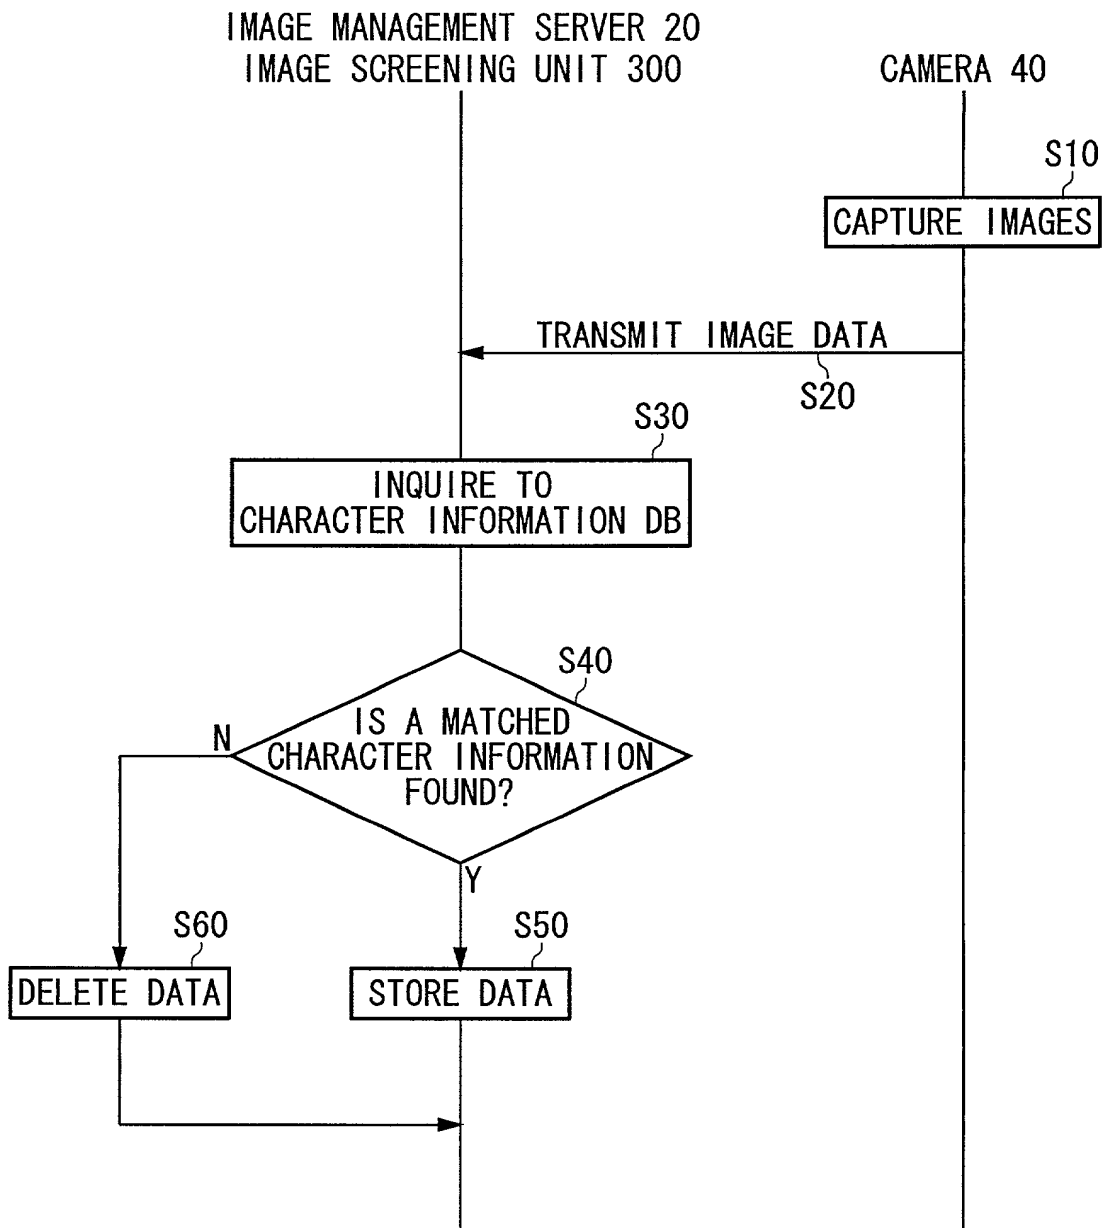 IMAGE MANAGEMENT SERVER 20
IMAGE SCREENING UNIT 300
CAMERA 40
S10
CAPTURE IMAGES
TRANSMIT IMAGE DATA
S20
S30
INQUIRE TO
CHARACTER INFORMATION DB
S40
IS A MATCHED
CHARACTER INFORMATION
FOUND?
N
Y
S60
DELETE DATA
S50
STORE DATA